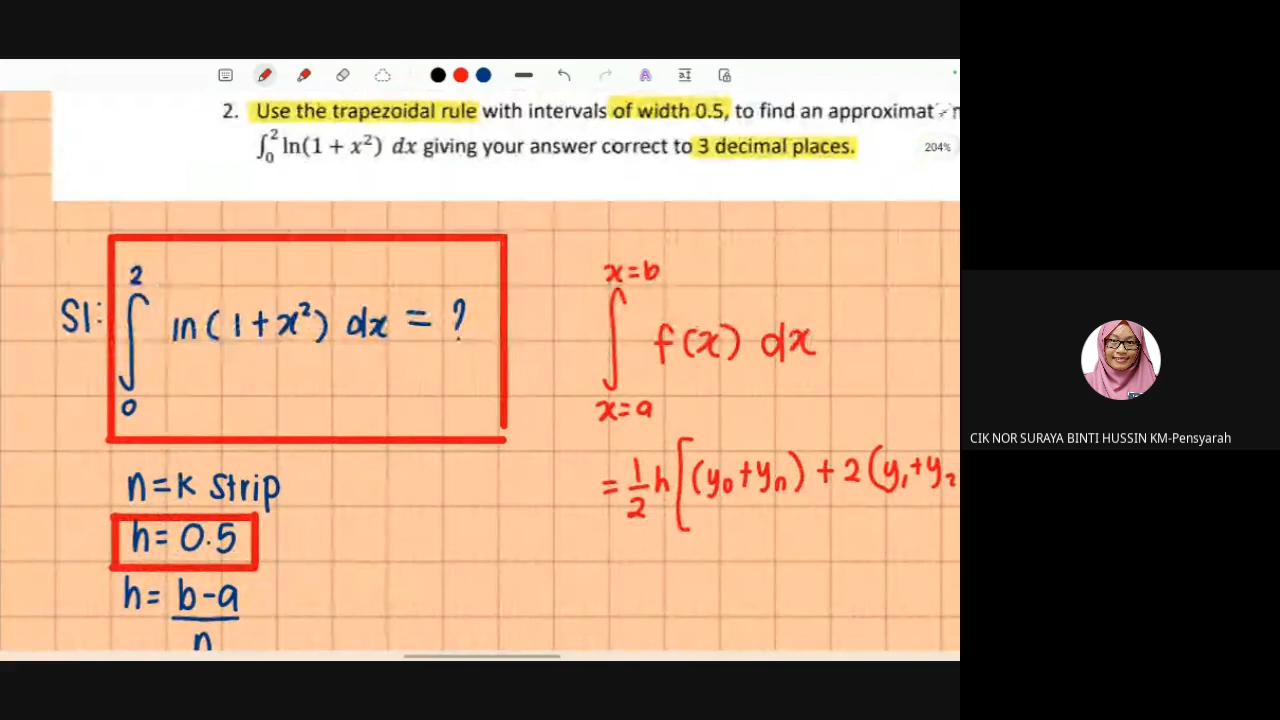 2. Use the trapezoidal rule with intervals of width 0.5, to find an approximat
∫₀² ln(1 + x²) dx giving your answer correct to 3 decimal places.
204%
S1: ∫₀² ln(1+x²) dx = ?
n=k strip
h=0.5
h= b-a / n
x=b
∫ f(x) dx
x=a
= 1/2 h [(y₀+yₙ) + 2(y₁+y₂
CIK NOR SURAYA BINTI HUSSIN KM-Pensyarah